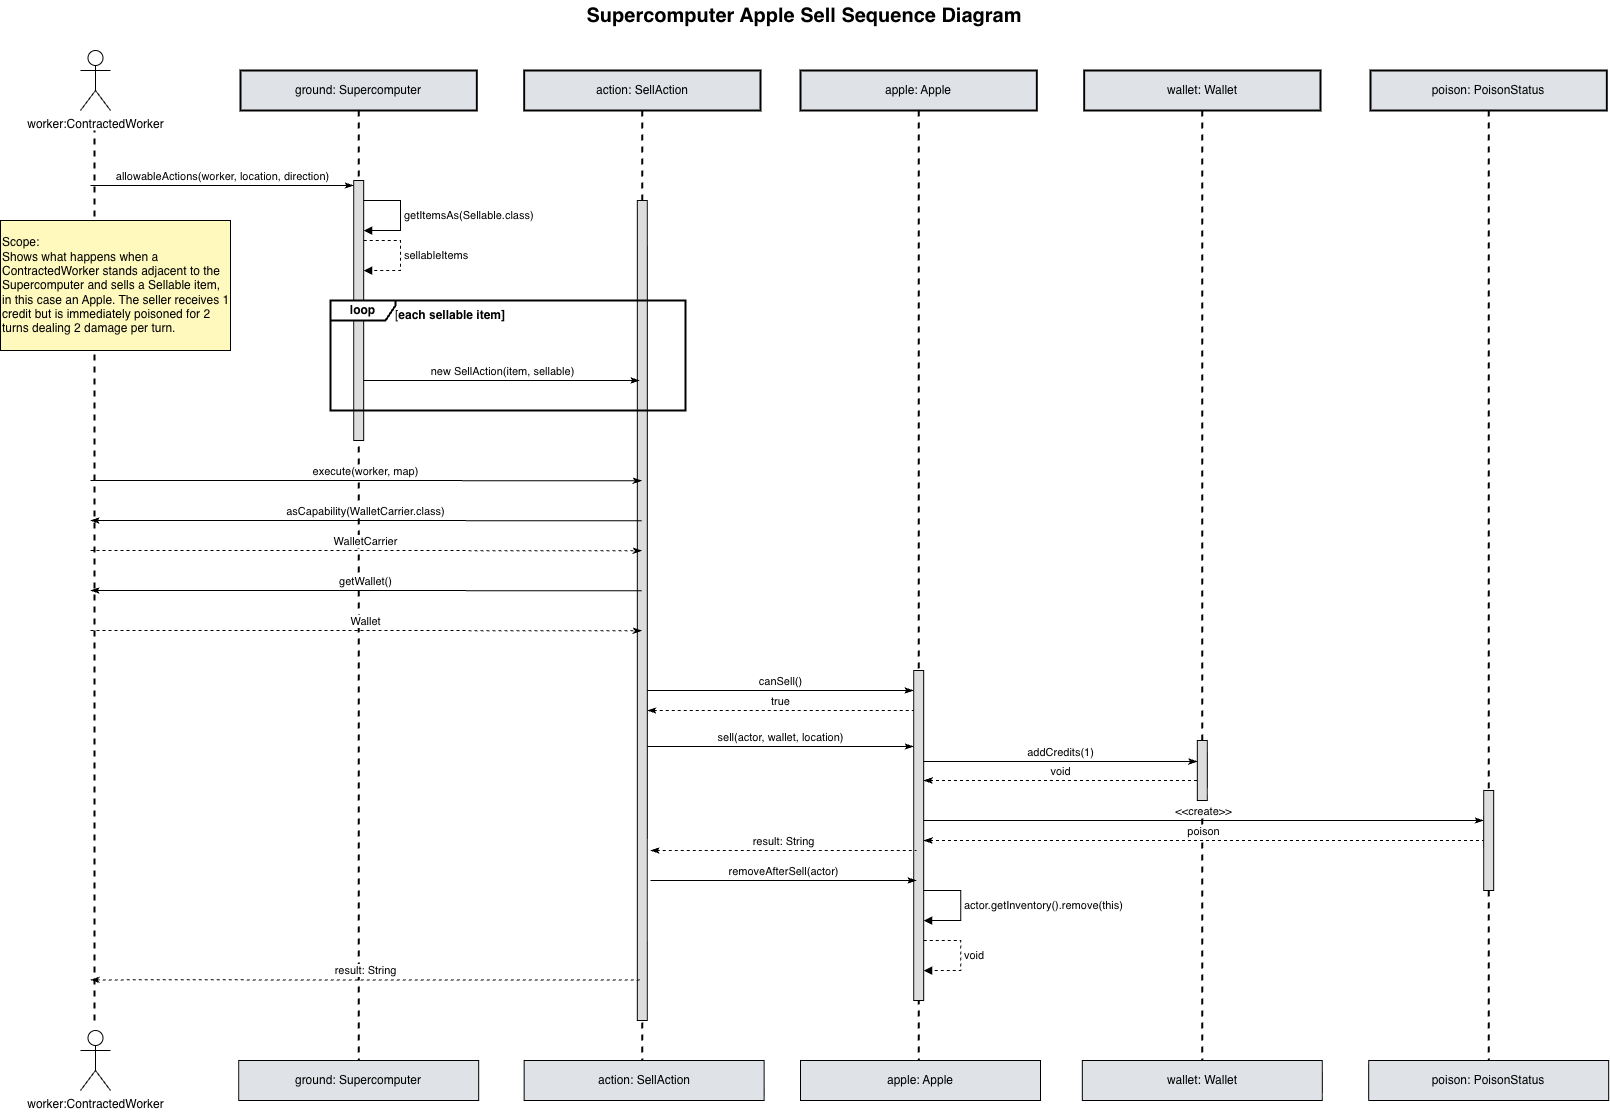 Supercomputer Apple Sell Sequence Diagram
worker:ContractedWorker
ground: Supercomputer
action: SellAction
apple: Apple
wallet: Wallet
poison: PoisonStatus
allowableActions(worker, location, direction)
getItemsAs(Sellable.class)
sellableItems
Scope:
Shows what happens when a
ContractedWorker stands adjacent to the
Supercomputer and sells a Sellable item,
in this case an Apple. The seller receives 1
credit but is immediately poisoned for 2
turns dealing 2 damage per turn.
loop
[each sellable item]
new SellAction(item, sellable)
execute(worker, map)
asCapability(WalletCarrier.class)
WalletCarrier
getWallet()
Wallet
canSell()
true
sell(actor, wallet, location)
addCredits(1)
void
<<create>>
poison
result: String
removeAfterSell(actor)
actor.getInventory().remove(this)
void
result: String
worker:ContractedWorker
ground: Supercomputer
action: SellAction
apple: Apple
wallet: Wallet
poison: PoisonStatus